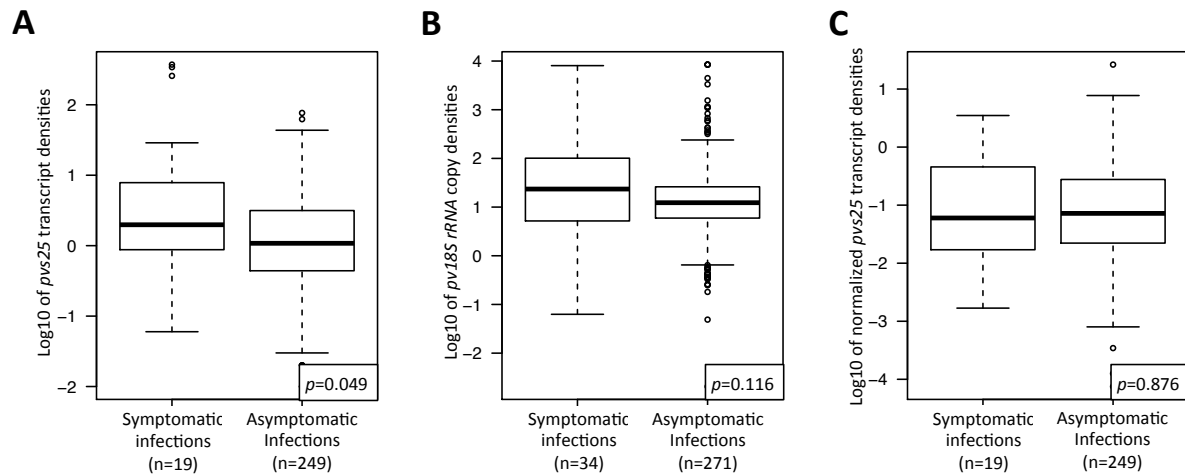 A
Log10 of pvs25 transcript densities
2
1
0
−1
−2
p=0.049
Symptomatic
infections
(n=19)
Asymptomatic
Infections
(n=249)
B
Log10 of pv18S rRNA copy densities
4
3
2
1
0
−1
−2
p=0.116
Symptomatic
infections
(n=34)
Asymptomatic
Infections
(n=271)
C
Log10 of normalized pvs25 transcript densities
1
0
−1
−2
−3
−4
p=0.876
Symptomatic
infections
(n=19)
Asymptomatic
Infections
(n=249)